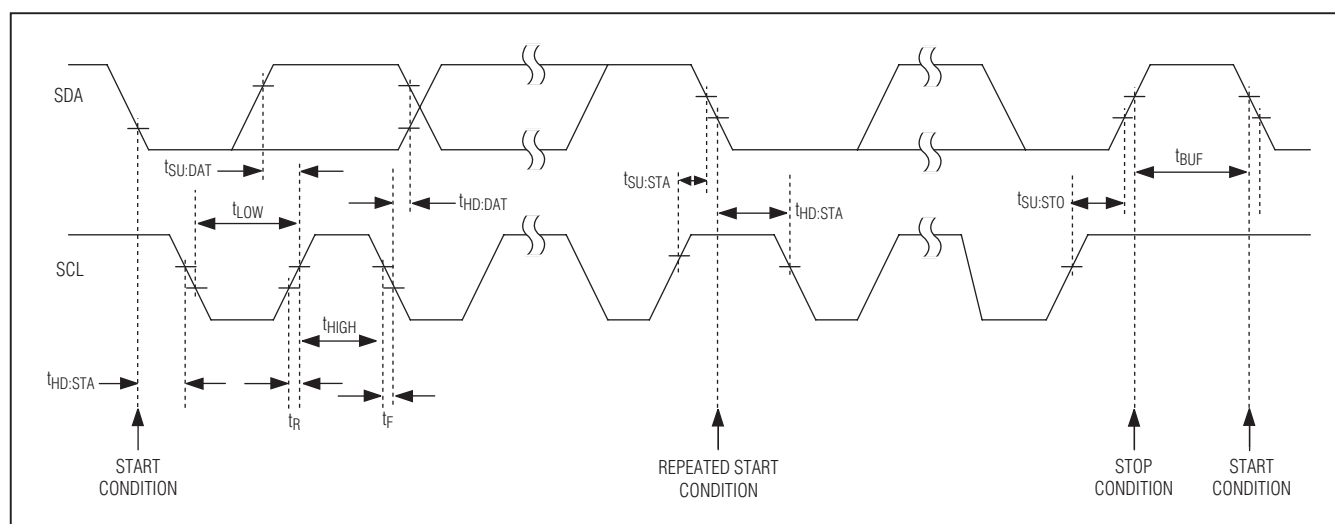 SDA
tSU:DAT
tLOW
tHD:DAT
tSU:STA
tHD:STA
tSU:STO
tBUF
SCL
tHIGH
tHD:STA
tR
tF
START
CONDITION
REPEATED START
CONDITION
STOP
CONDITION
START
CONDITION